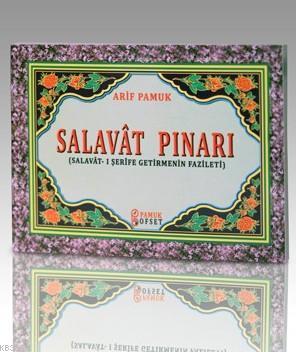 ARİF PAMUK
SALAVÂT PINARI
(SALAVÂT- I ŞERİFE GETİRMENİN FAZİLETİ)
PAMUK
OFSET